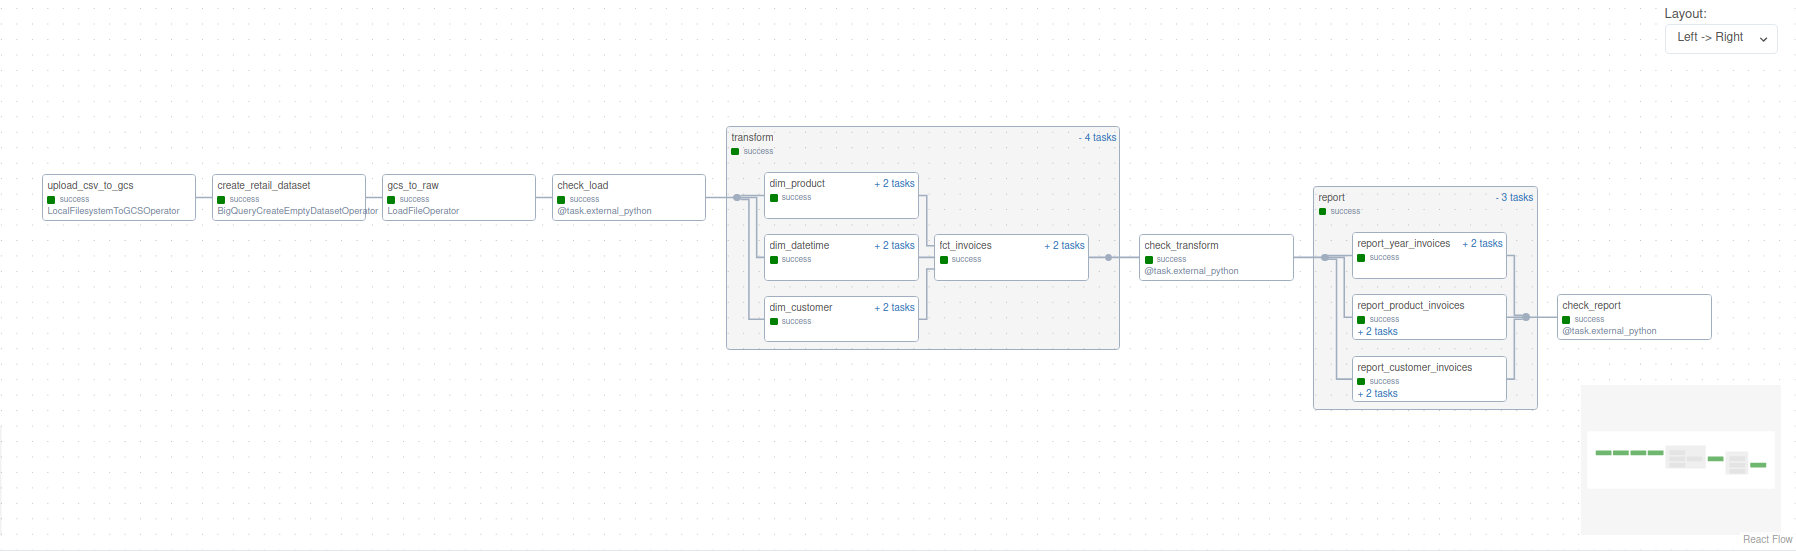 Layout:
Left -> Right
upload_csv_to_gcs
success
LocalFilesystemToGCSOperator
create_retail_dataset
success
BigQueryCreateEmptyDatasetOperator
gcs_to_raw
success
LoadFileOperator
check_load
success
@task.external_python
transform
- 4 tasks
success
dim_product
+ 2 tasks
success
dim_datetime
+ 2 tasks
success
dim_customer
+ 2 tasks
success
fct_invoices
+ 2 tasks
success
check_transform
success
@task.external_python
report
- 3 tasks
success
report_year_invoices
+ 2 tasks
success
report_product_invoices
success
+ 2 tasks
report_customer_invoices
success
+ 2 tasks
check_report
success
@task.external_python
React Flow